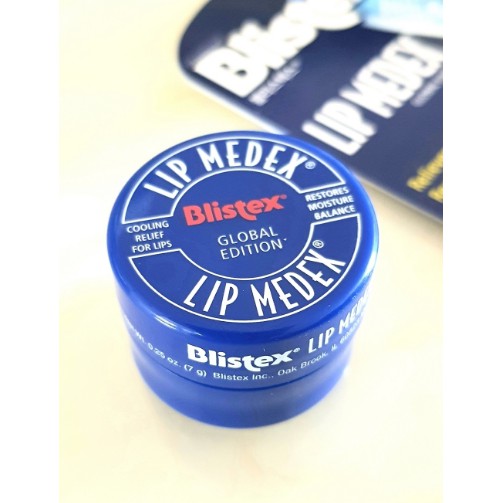 Blistex
LIP MEDEX
LIP MEDEX®
COOLING
RELIEF
FOR LIPS
Blistex®
RESTORES
MOISTURE
BALANCE
GLOBAL
EDITION
LIP MEDEX®
Blistex® LIP MEDEX
0.25 oz. (7 g) Blistex Inc., Oak Brook, IL